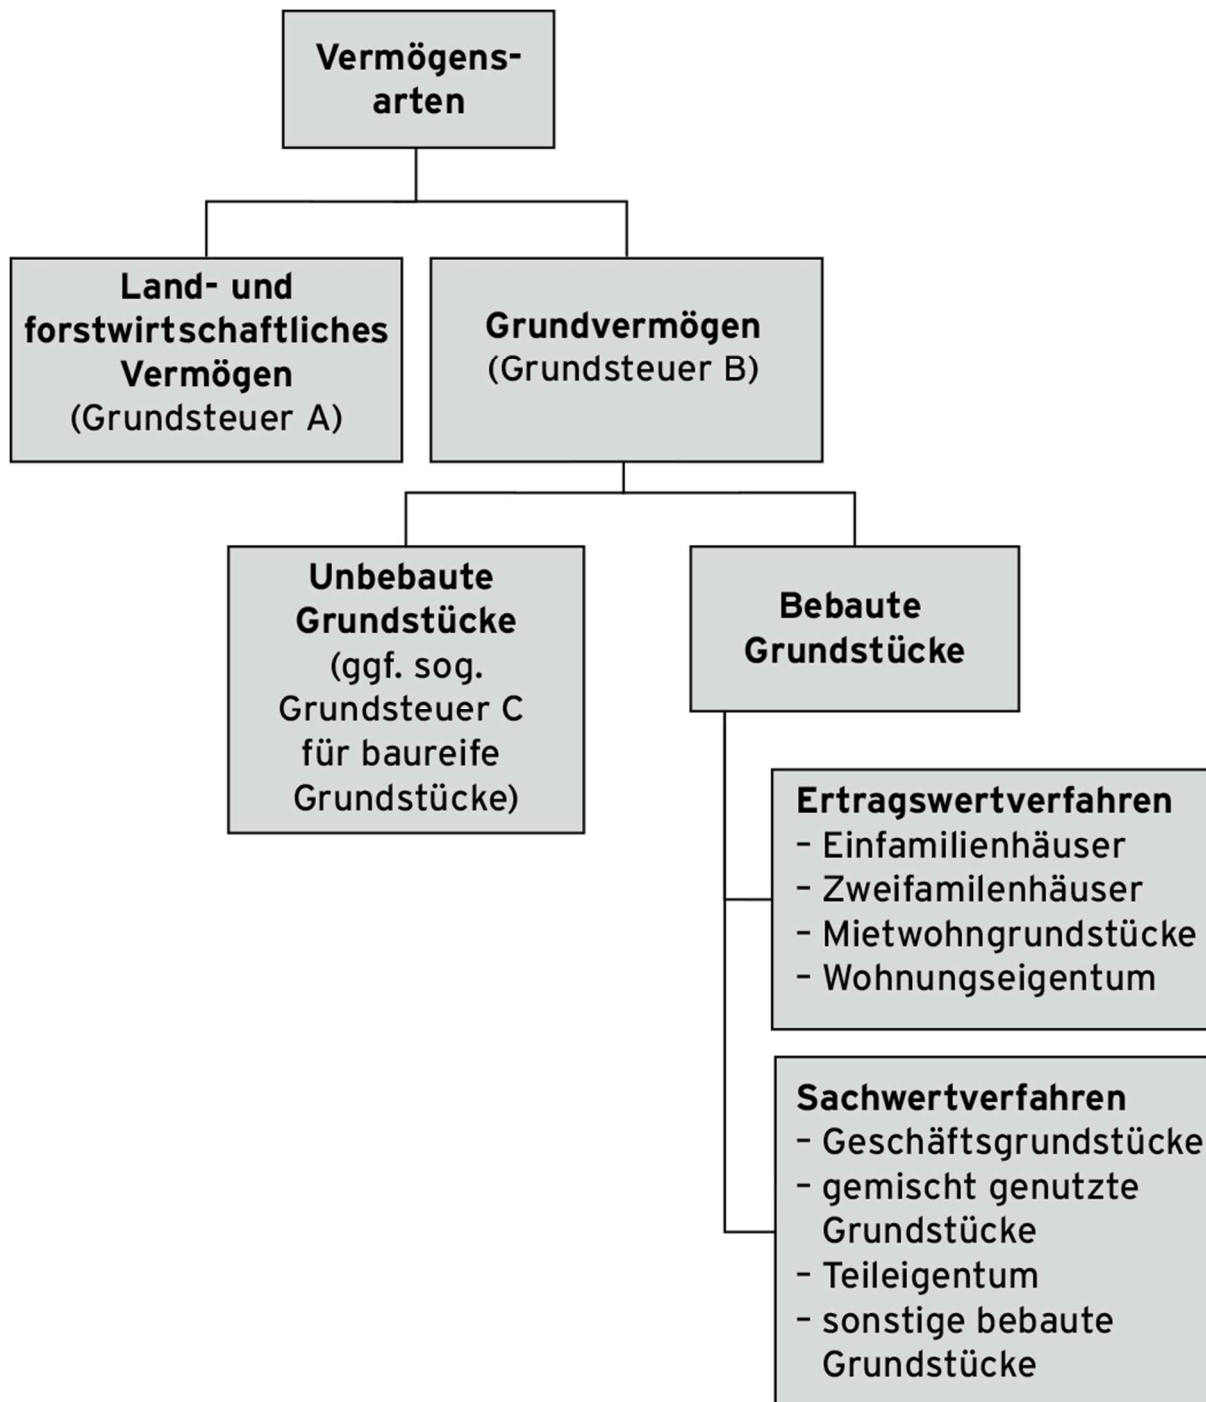 Vermögens-
arten
Land- und
forstwirtschaftliches
Vermögen
(Grundsteuer A)
Grundvermögen
(Grundsteuer B)
Unbebaute
Grundstücke
(ggf. sog.
Grundsteuer C
für baureife
Grundstücke)
Bebaute
Grundstücke
Ertragswertverfahren
– Einfamilienhäuser
– Zweifamilenhäuser
– Mietwohngrundstücke
– Wohnungseigentum
Sachwertverfahren
– Geschäftsgrundstücke
– gemischt genutzte
Grundstücke
– Teileigentum
– sonstige bebaute
Grundstücke